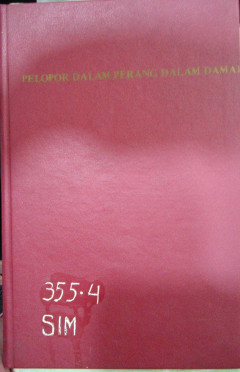 PELOPOR DALAM PERANG DALAM DAMAI
355.4
SIM